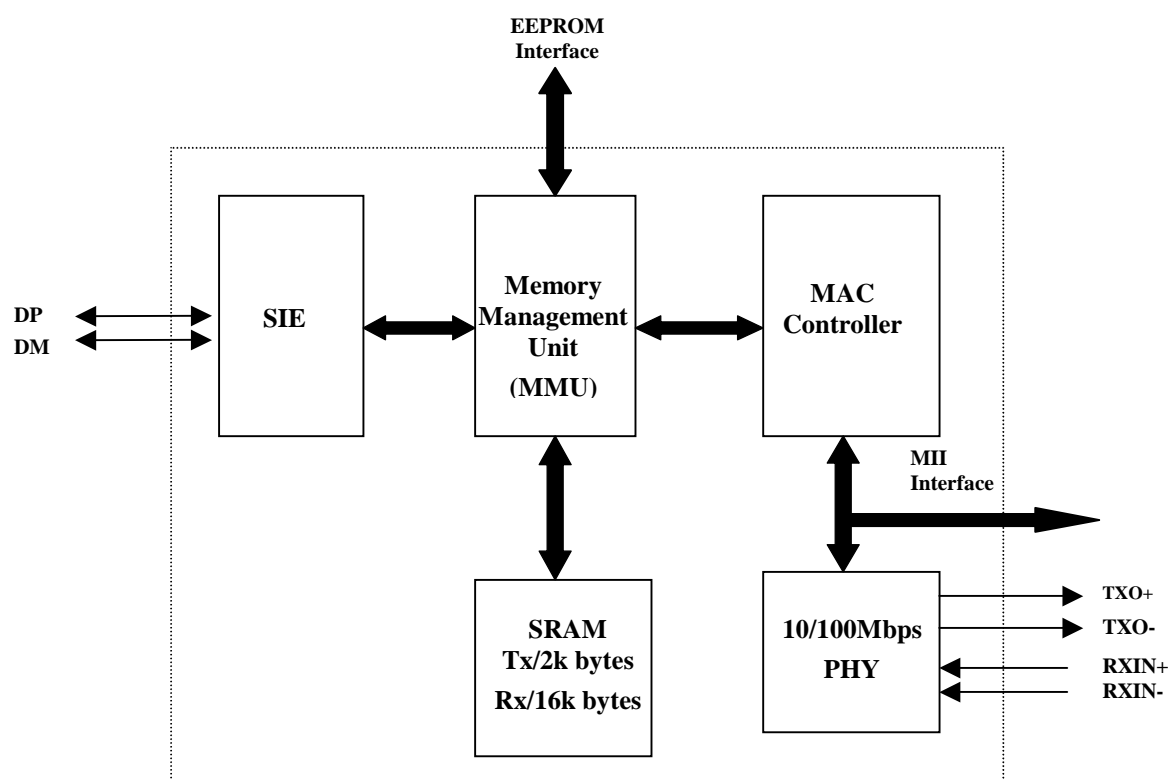 EEPROM
Interface
SIE
Memory
Management
Unit
(MMU)
MAC
Controller
DP
DM
MII
Interface
SRAM
Tx/2k bytes
Rx/16k bytes
10/100Mbps
PHY
TXO+
TXO-
RXIN+
RXIN-